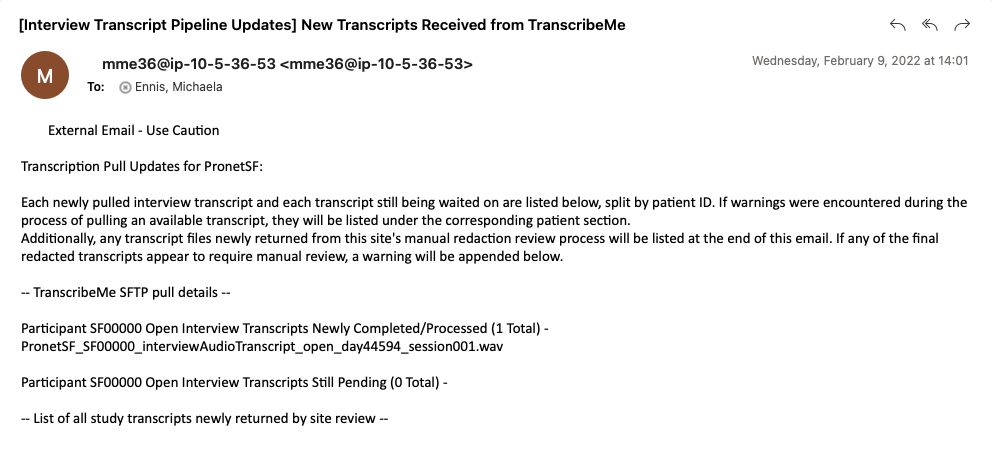 [Interview Transcript Pipeline Updates] New Transcripts Received from TranscribeMe
M
mme36@ip-10-5-36-53 <mme36@ip-10-5-36-53>
Wednesday, February 9, 2022 at 14:01
To: Ennis, Michaela
External Email - Use Caution
Transcription Pull Updates for PronetSF:
Each newly pulled interview transcript and each transcript still being waited on are listed below, split by patient ID. If warnings were encountered during the
process of pulling an available transcript, they will be listed under the corresponding patient section.
Additionally, any transcript files newly returned from this site's manual redaction review process will be listed at the end of this email. If any of the final
redacted transcripts appear to require manual review, a warning will be appended below.
-- TranscribeMe SFTP pull details --
Participant SF00000 Open Interview Transcripts Newly Completed/Processed (1 Total) -
PronetSF_SF00000_interviewAudioTranscript_open_day44594_session001.wav
Participant SF00000 Open Interview Transcripts Still Pending (0 Total) -
-- List of all study transcripts newly returned by site review --